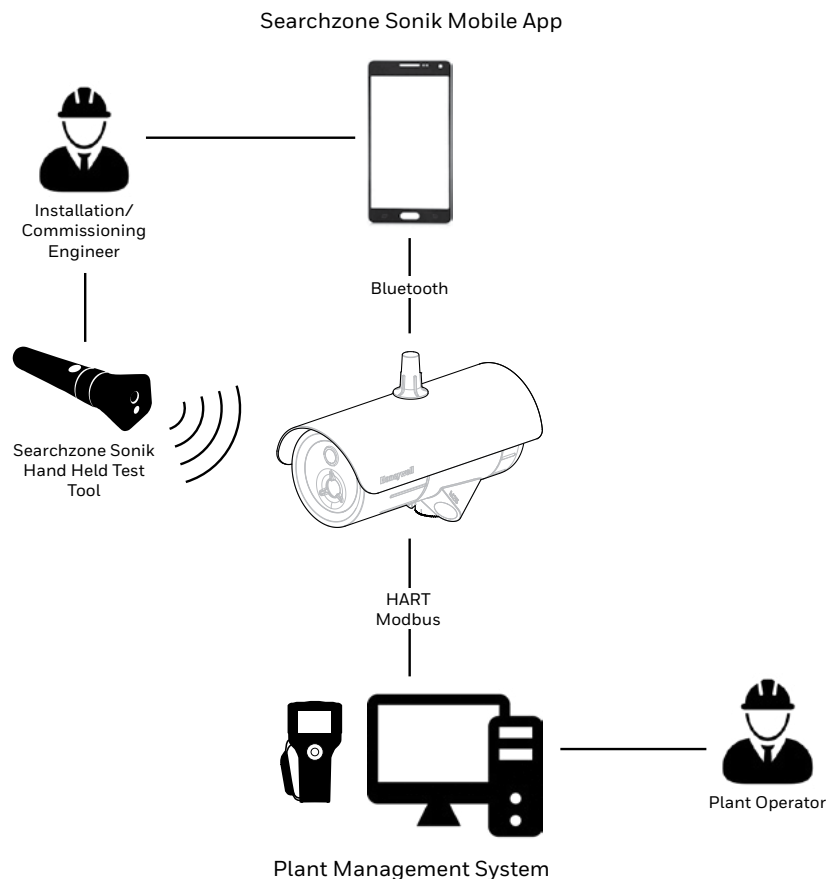 Searchzone Sonik Mobile App
Installation/
Commissioning
Engineer
Bluetooth
Searchzone Sonik
Hand Held Test
Tool
Honeywell
HART
Modbus
Plant Operator
Plant Management System